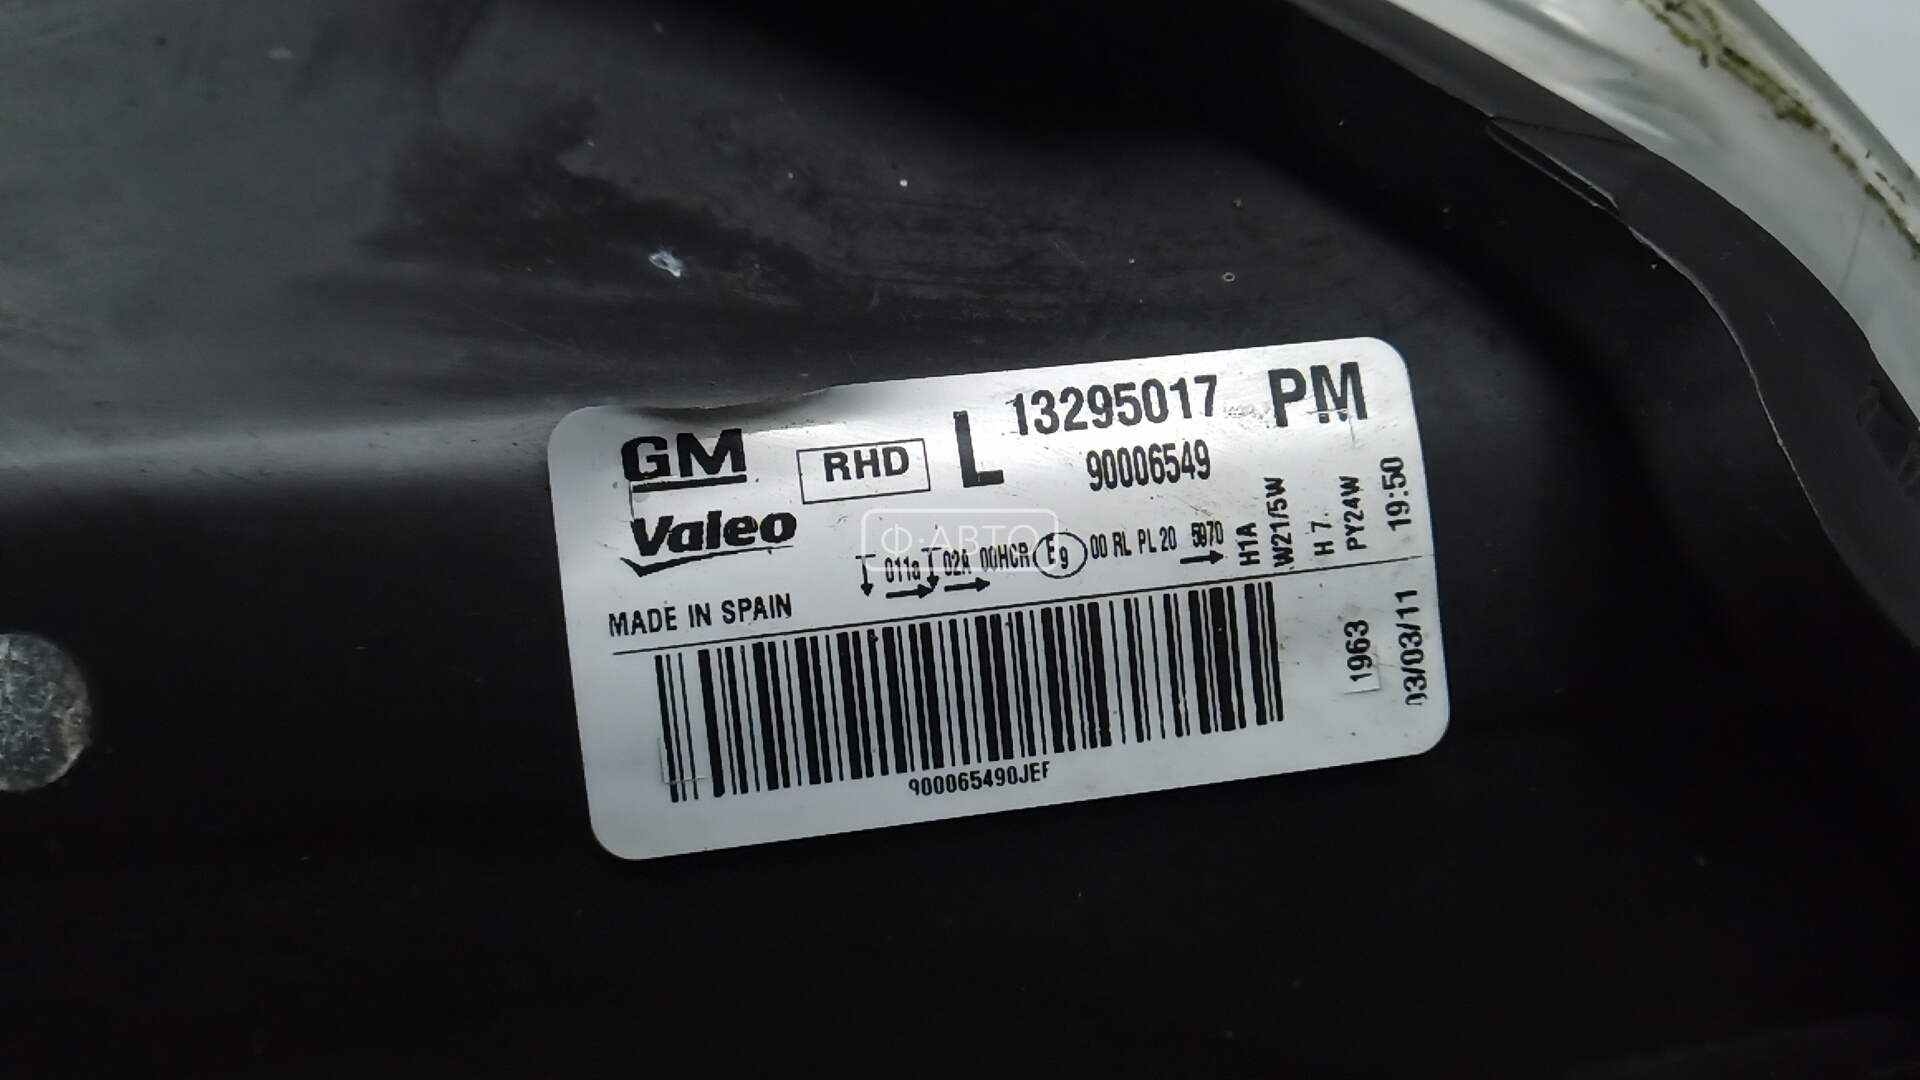 GM
Valeo
MADE IN SPAIN
RHD
L
13295017
90006549
PM
011a 02A 00HCR E9 00 RL PL 20 5970
H1A
W21/5W
H 7.
PY24W
19:50
1963
03/03/11
900065490JEF
Ф·АВТО